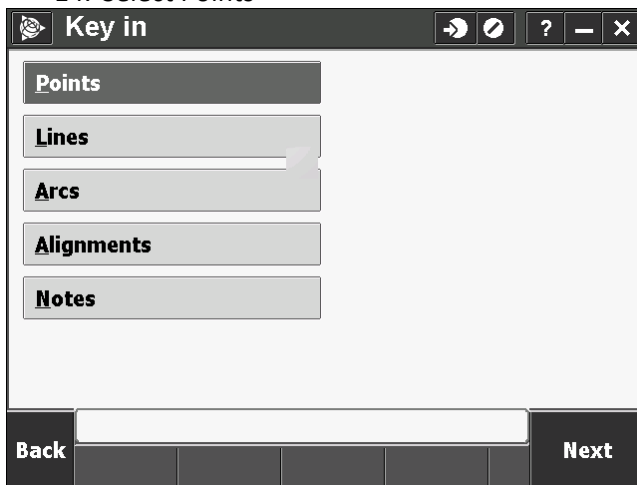 Key in
? – ×
Points
Lines
Arcs
Alignments
Notes
Back
Next